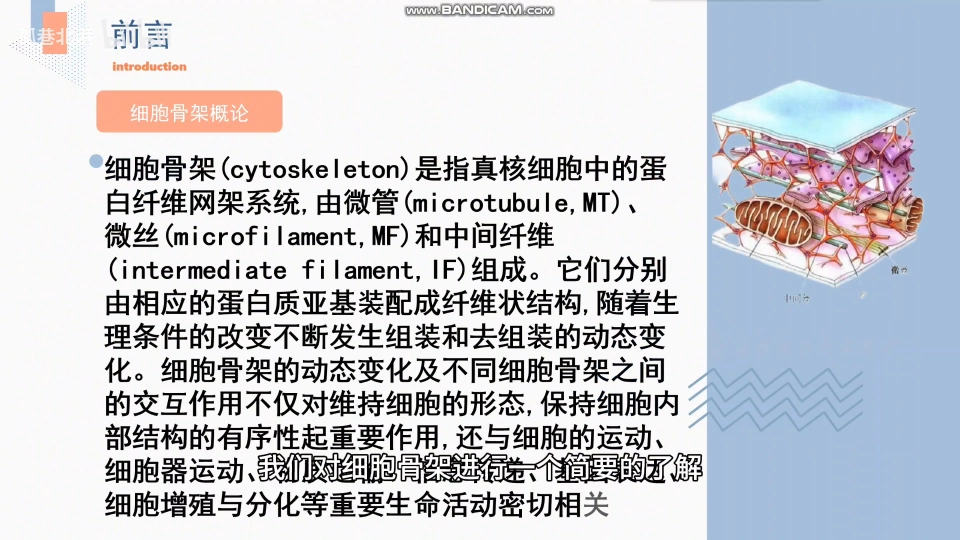 www.BANDICAM.com
前言
introduction
细胞骨架概论
细胞骨架(cytoskeleton)是指真核细胞中的蛋
白纤维网架系统,由微管(microtubule,MT)、
微丝(microfilament,MF)和中间纤维
(intermediate filament,IF)组成。它们分别
由相应的蛋白质亚基装配成纤维状结构,随着生
理条件的改变不断发生组装和去组装的动态变
化。细胞骨架的动态变化及不同细胞骨架之间
的交互作用不仅对维持细胞的形态,保持细胞内
部结构的有序性起重要作用,还与细胞的运动、
细胞器运动、
我们对细胞骨架进行一个简要的了解
细胞增殖与分化等重要生命活动密切相关